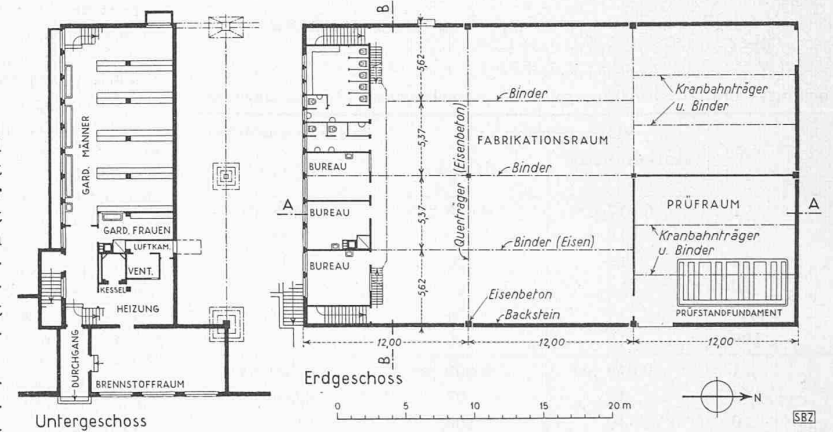 GARD. MÄNNER
GARD. FRAUEN
LUFTKAM.
VENT.
KESSEL
HEIZUNG
DURCHGANG
BRENNSTOFFRAUM
Untergeschoss
B
A
BUREAU
BUREAU
BUREAU
5,62
5,37
5,37
5,62
Binder
Querträger (Eisenbeton)
FABRIKATIONSRAUM
Binder
Binder (Eisen)
Eisenbeton
Backstein
Kranbahnträger
u. Binder
PRÜFRAUM
A
Kranbahnträger
u. Binder
PRÜFSTANDFUNDAMENT
12,00
12,00
12,00
B
Erdgeschoss
0 5 10 15 20 m
N
SBZ